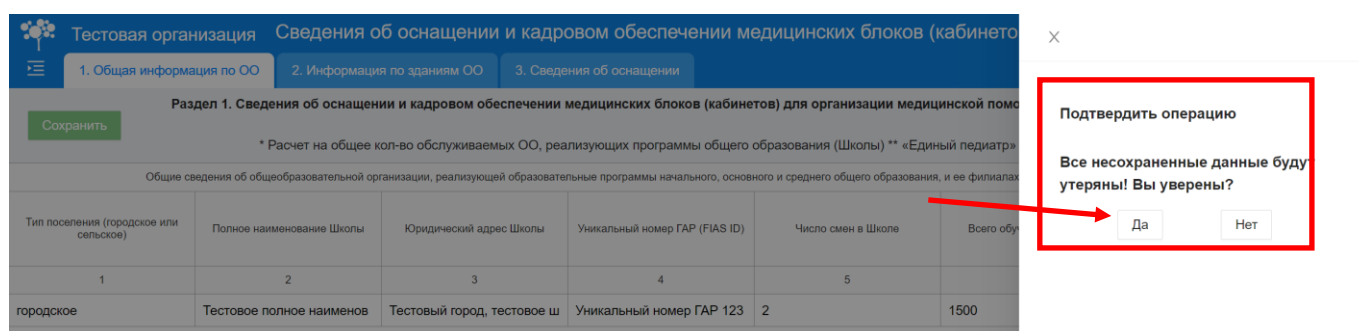 Тестовая организация Сведения об оснащении и кадровом обеспечении медицинских блоков (кабинето
1. Общая информация по ОО 2. Информация по зданиям ОО 3. Сведения об оснащении
Сохранить
Раздел 1. Сведения об оснащении и кадровом обеспечении медицинских блоков (кабинетов) для организации медицинской помо
* Расчет на общее кол-во обслуживаемых ОО, реализующих программы общего образования (Школы) ** «Единый педиатр»
Общие сведения об общеобразовательной организации, реализующей образовательные программы начального, основного и среднего общего образования, и ее филиалах
Тип поселения (городское или сельское) Полное наименование Школы Юридический адрес Школы Уникальный номер ГАР (FIAS ID) Число смен в Школе Всего обу
1 2 3 4 5
городское Тестовое полное наименов Тестовый город, тестовое ш Уникальный номер ГАР 123 2 1500
Подтвердить операцию
Все несохраненные данные будут
утеряны! Вы уверены?
Да Нет